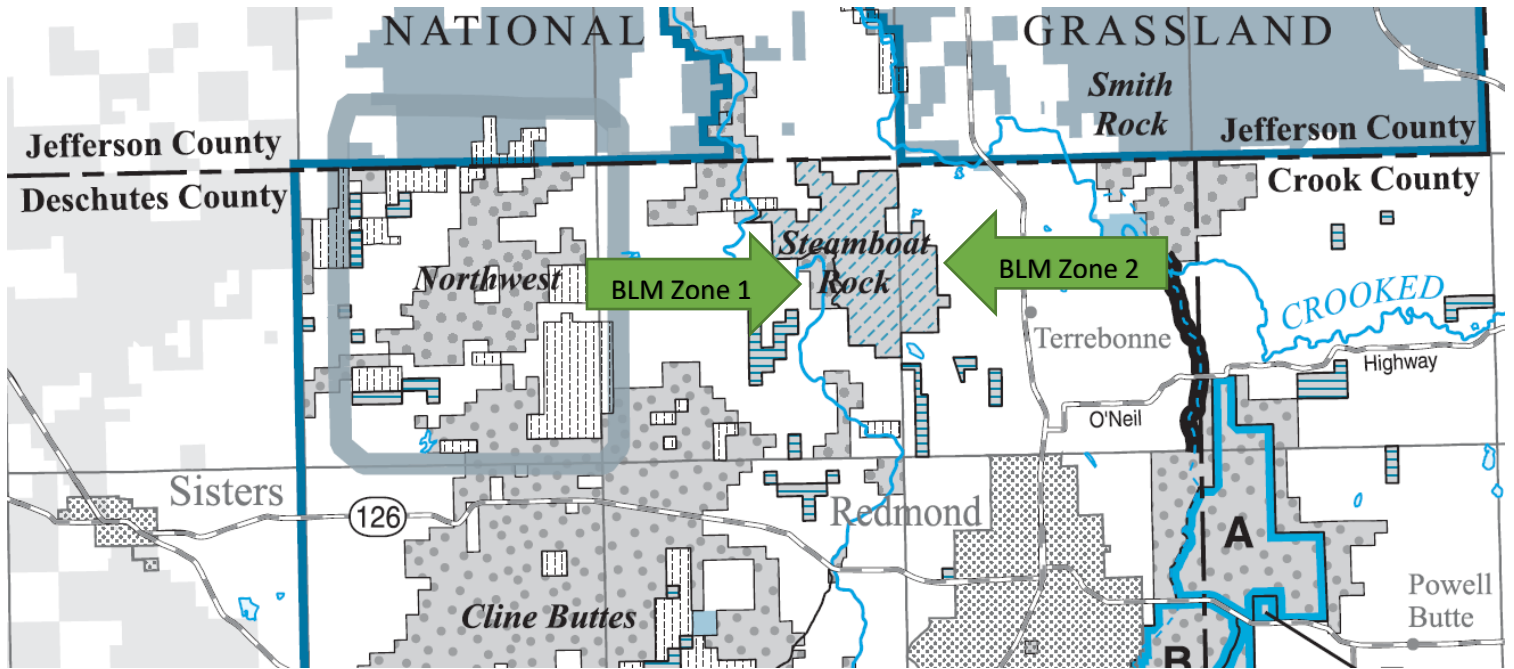 NATIONAL GRASSLAND
Smith
Rock
Jefferson County
Jefferson County
Deschutes County
Crook County
Steamboat
Rock
Northwest
BLM Zone 1
BLM Zone 2
CROOKED
Terrebonne
Highway
O'Neil
Sisters
126
Redmond
A
Cline Buttes
Powell
Butte
B